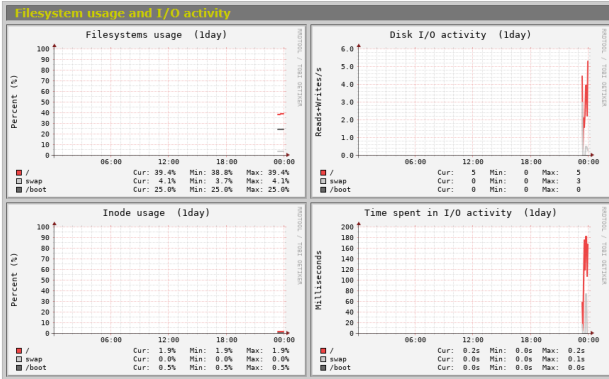 Filesystem usage and I/O activity
Filesystems usage (1day)
Percent (%)
100
90
80
70
60
50
40
30
20
10
0
06:00 12:00 18:00 00:00
/ Cur: 39.4% Min: 38.8% Max: 39.4%
swap Cur: 4.1% Min: 3.7% Max: 4.1%
/boot Cur: 25.0% Min: 25.0% Max: 25.0%
RRDTOOL / TOBI OETIKER
Disk I/O activity (1day)
Reads+Writes/s
6.0
5.0
4.0
3.0
2.0
1.0
0.0
06:00 12:00 18:00 00:00
/ Cur: 5 Min: 0 Max: 5
swap Cur: 0 Min: 0 Max: 3
/boot Cur: 0 Min: 0 Max: 0
RRDTOOL / TOBI OETIKER
Inode usage (1day)
Percent (%)
100
90
80
70
60
50
40
30
20
10
0
06:00 12:00 18:00 00:00
/ Cur: 1.9% Min: 1.9% Max: 1.9%
swap Cur: 0.0% Min: 0.0% Max: 0.0%
/boot Cur: 0.5% Min: 0.5% Max: 0.5%
RRDTOOL / TOBI OETIKER
Time spent in I/O activity (1day)
Milliseconds
200
180
160
140
120
100
80
60
40
20
0
06:00 12:00 18:00 00:00
/ Cur: 0.2s Min: 0.0s Max: 0.2s
swap Cur: 0.0s Min: 0.0s Max: 0.1s
/boot Cur: 0.0s Min: 0.0s Max: 0.0s
RRDTOOL / TOBI OETIKER